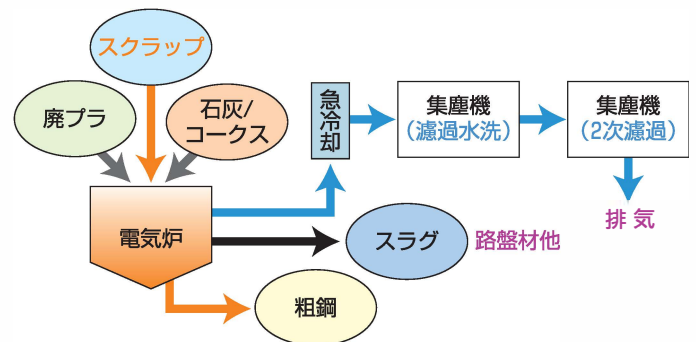 スクラップ
廃プラ
石灰/
コークス
急冷却
集塵機
(濾過水洗)
集塵機
(2次濾過)
排気
電気炉
スラグ
路盤材他
粗鋼